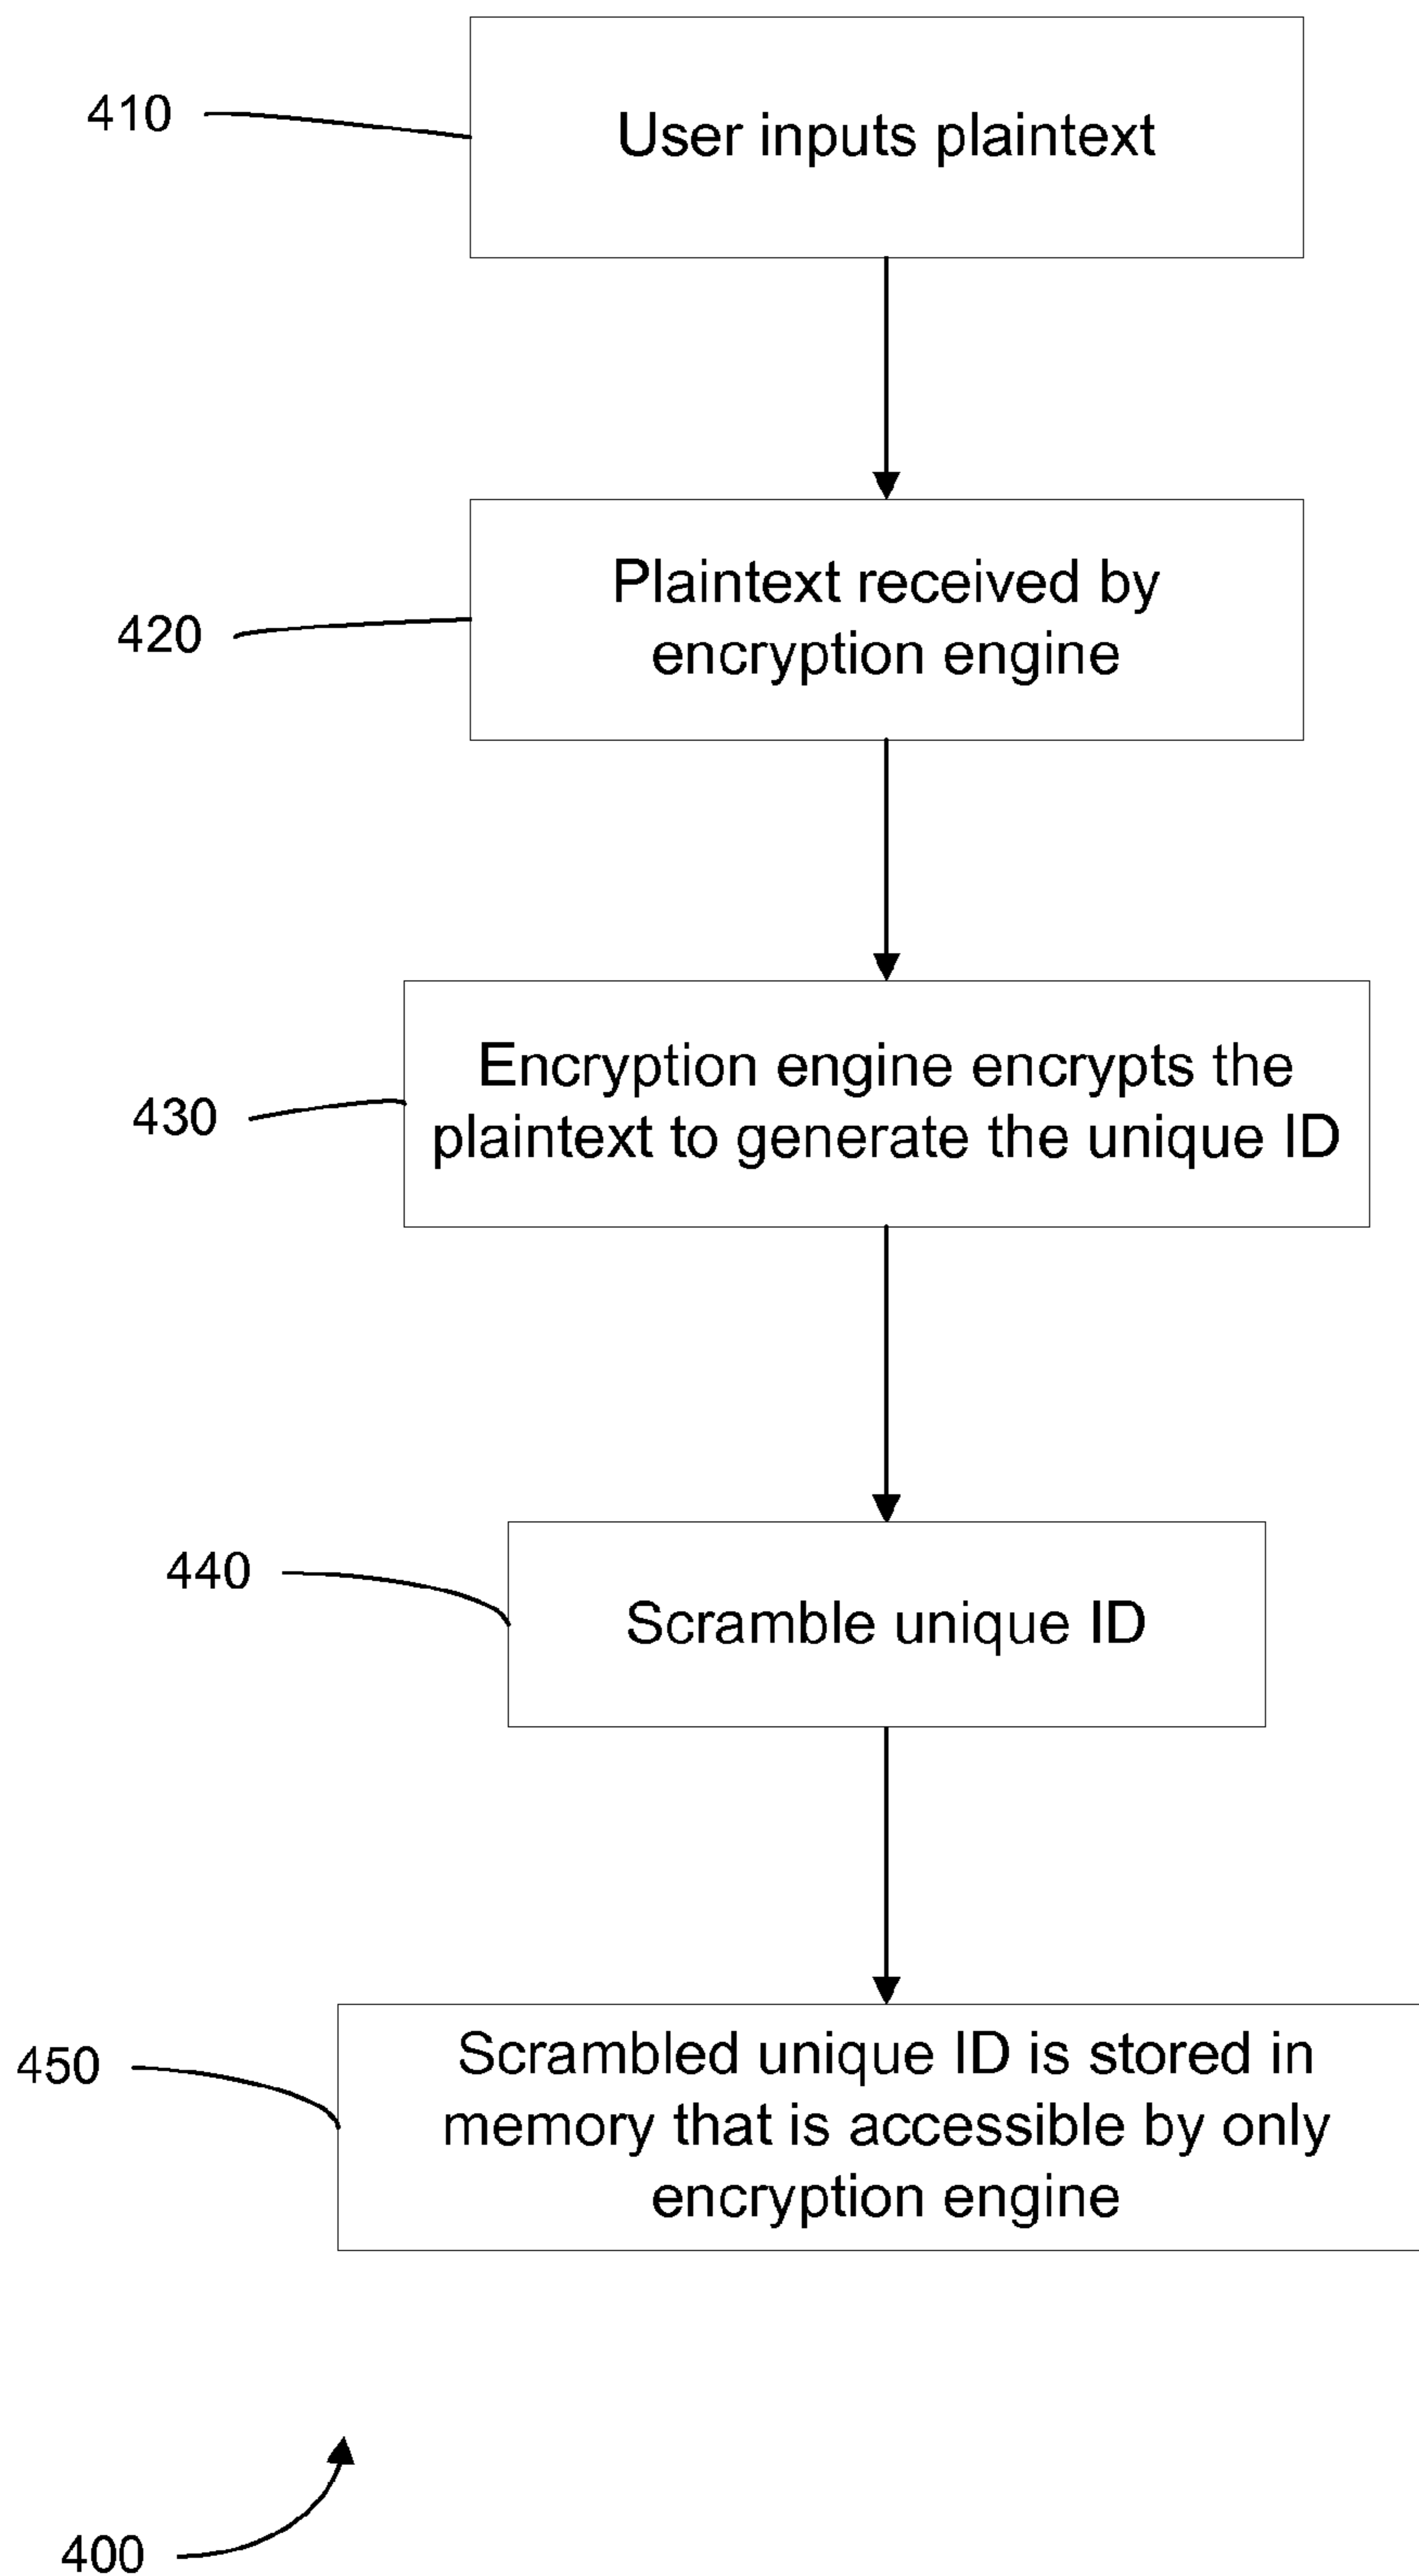 410
User inputs plaintext
420
Plaintext received by
encryption engine
430
Encryption engine encrypts the
plaintext to generate the unique ID
440
Scramble unique ID
450
Scrambled unique ID is stored in
memory that is accessible by only
encryption engine
400